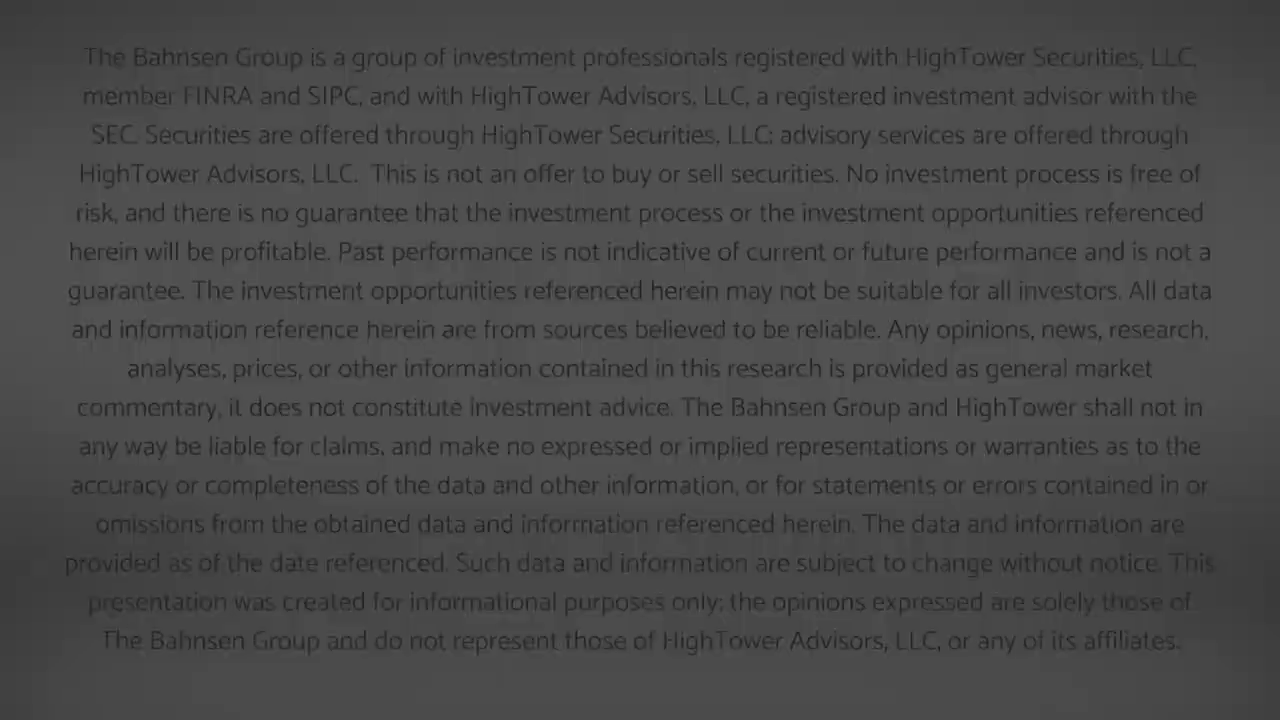 The Bahnsen Group is a group of investment professionals registered with HighTower Securities, LLC,
member FINRA and SIPC, and with HighTower Advisors, LLC, a registered investment advisor with the
SEC. Securities are offered through HighTower Securities, LLC; advisory services are offered through
HighTower Advisors, LLC. This is not an offer to buy or sell securities. No investment process is free of
risk, and there is no guarantee that the investment process or the investment opportunities referenced
herein will be profitable. Past performance is not indicative of current or future performance and is not a
guarantee. The investment opportunities referenced herein may not be suitable for all investors. All data
and information reference herein are from sources believed to be reliable. Any opinions, news, research,
analyses, prices, or other information contained in this research is provided as general market
commentary, it does not constitute investment advice. The Bahnsen Group and HighTower shall not in
any way be liable for claims, and make no expressed or implied representations or warranties as to the
accuracy or completeness of the data and other information, or for statements or errors contained in or
omissions from the obtained data and information referenced herein. The data and information are
provided as of the date referenced. Such data and information are subject to change without notice. This
presentation was created for informational purposes only; the opinions expressed are solely those of
The Bahnsen Group and do not represent those of HighTower Advisors, LLC, or any of its affiliates.